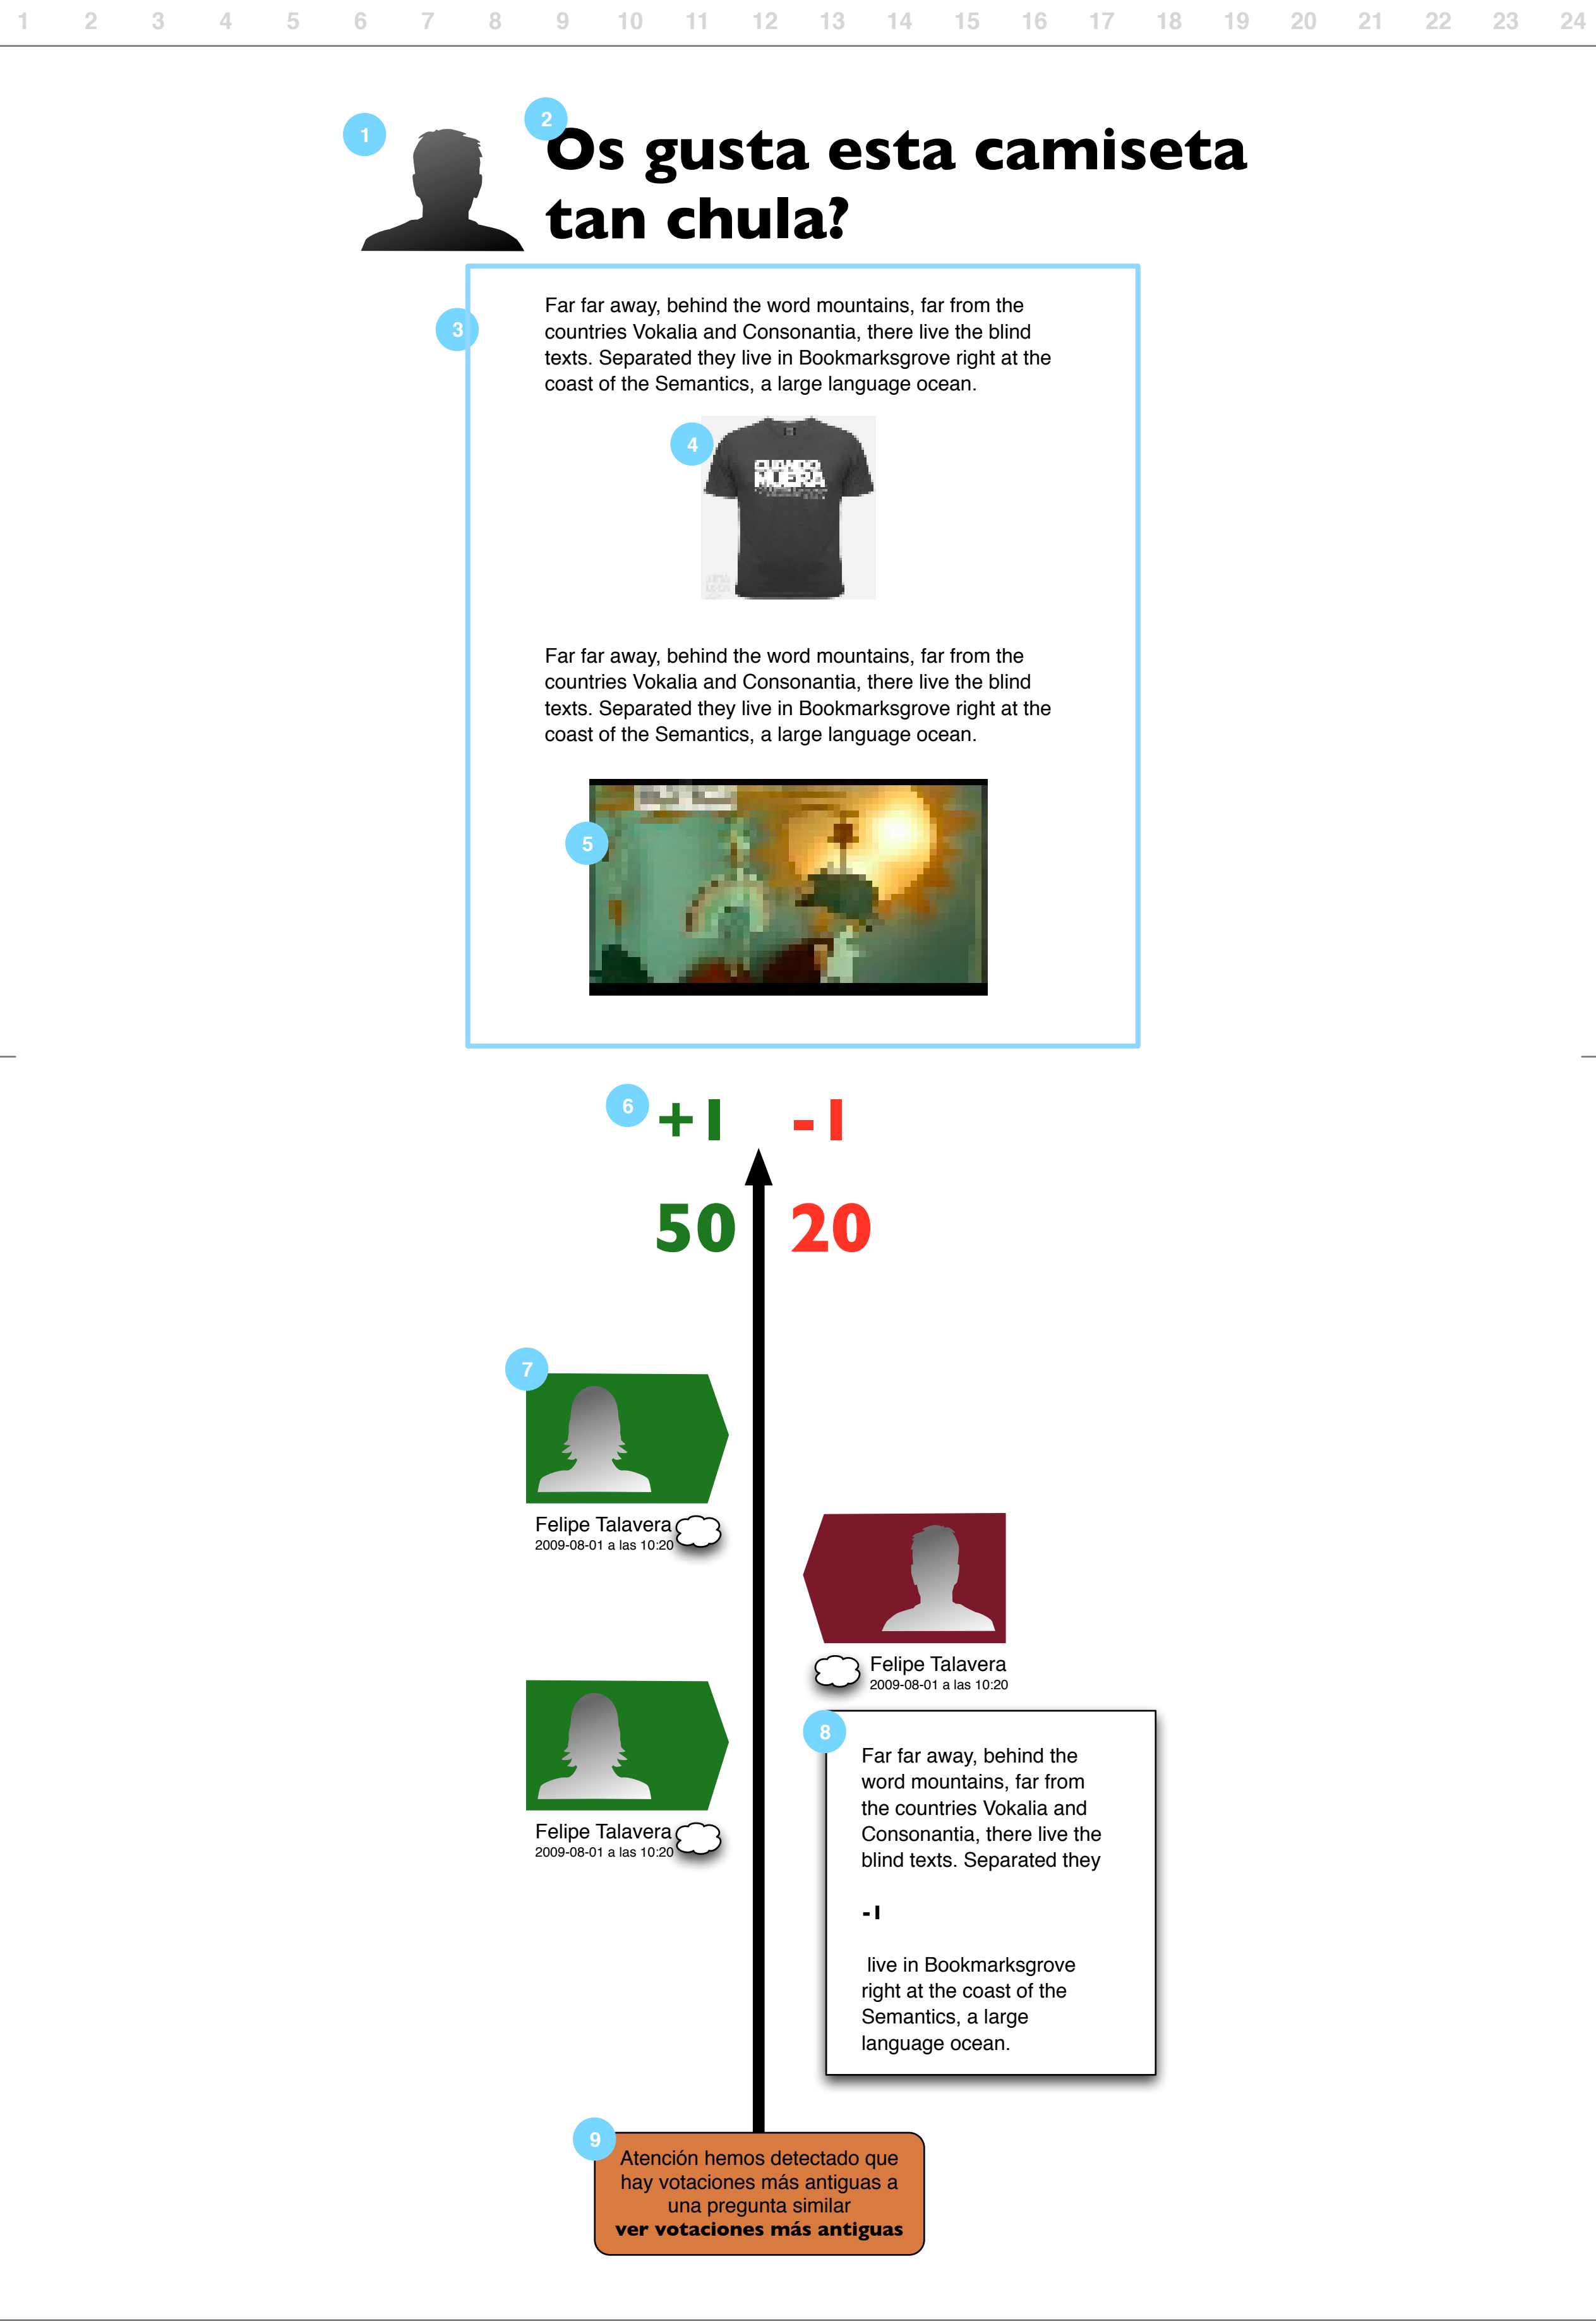 1 2 3 4 5 6 7 8 9 10 11 12 13 14 15 16 17 18 19 20 21 22 23 24
1
2
Os gusta esta camiseta
tan chula?
3
Far far away, behind the word mountains, far from the
countries Vokalia and Consonantia, there live the blind
texts. Separated they live in Bookmarksgrove right at the
coast of the Semantics, a large language ocean.
4
CUANDO
MUERA
Far far away, behind the word mountains, far from the
countries Vokalia and Consonantia, there live the blind
texts. Separated they live in Bookmarksgrove right at the
coast of the Semantics, a large language ocean.
5
6
+1 -1
50 20
7
Felipe Talavera
2009-08-01 a las 10:20
Felipe Talavera
2009-08-01 a las 10:20
Felipe Talavera
2009-08-01 a las 10:20
8
Far far away, behind the
word mountains, far from
the countries Vokalia and
Consonantia, there live the
blind texts. Separated they
-1
live in Bookmarksgrove
right at the coast of the
Semantics, a large
language ocean.
9
Atención hemos detectado que
hay votaciones más antiguas a
una pregunta similar
ver votaciones más antiguas